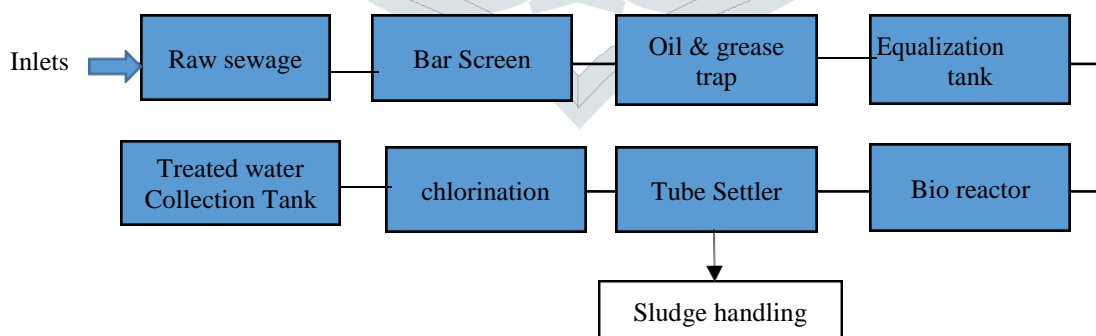 Inlets
Raw sewage
Bar Screen
Oil & grease
trap
Equalization
tank
Treated water
Collection Tank
chlorination
Tube Settler
Bio reactor
Sludge handling